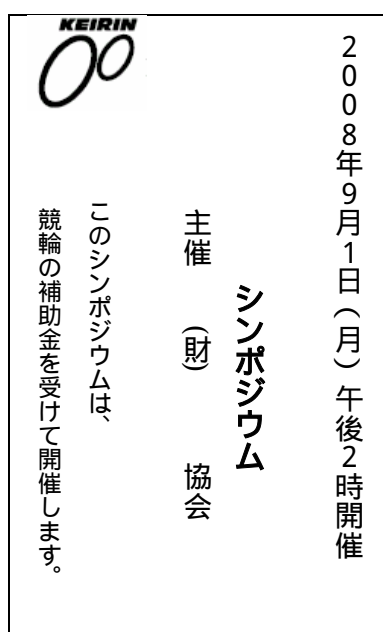 2008年9月1日(月)午後2時開催
シンポジウム
主催 (財) 協会
このシンポジウムは、
競輪の補助金を受けて開催します。
KEIRIN